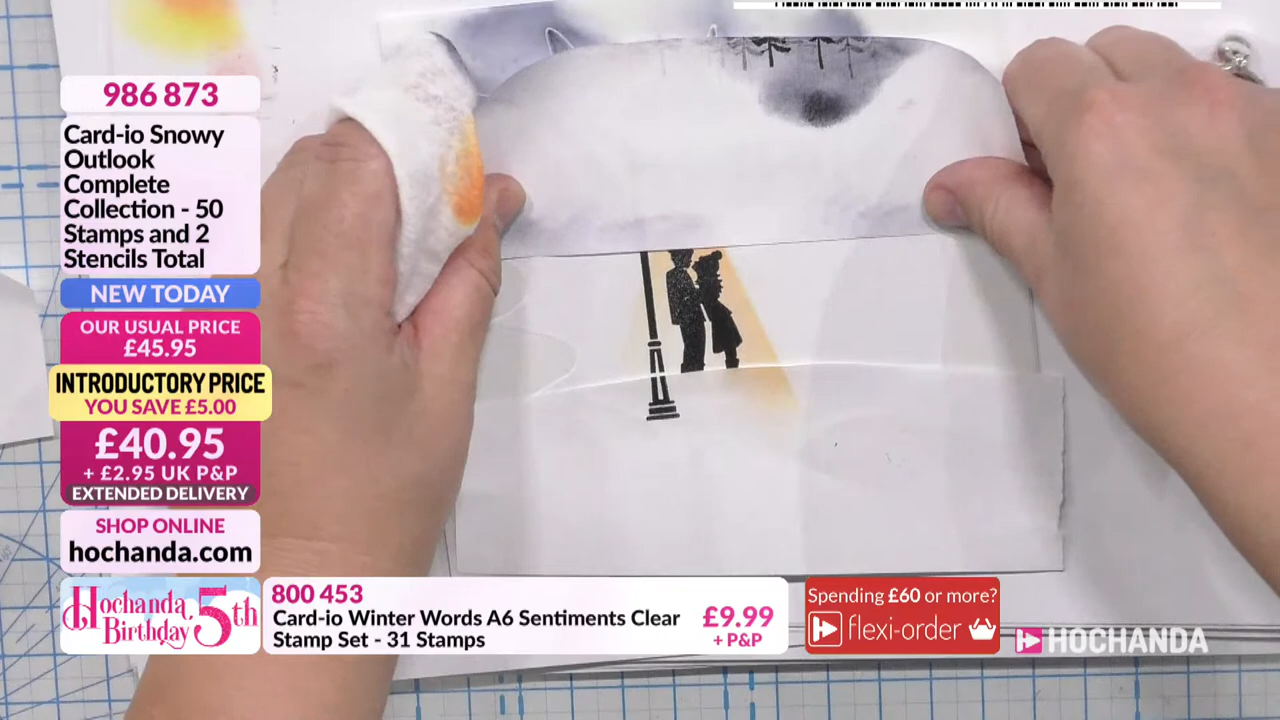 986 873
Card-io Snowy
Outlook
Complete
Collection - 50
Stamps and 2
Stencils Total
NEW TODAY
OUR USUAL PRICE
£45.95
INTRODUCTORY PRICE
YOU SAVE £5.00
£40.95
+ £2.95 UK P&P
EXTENDED DELIVERY
SHOP ONLINE
hochanda.com
Hochanda
Birthday
5th
800 453
Card-io Winter Words A6 Sentiments Clear
Stamp Set - 31 Stamps
£9.99
+ P&P
Spending £60 or more?
flexi-order
HOCHANDA